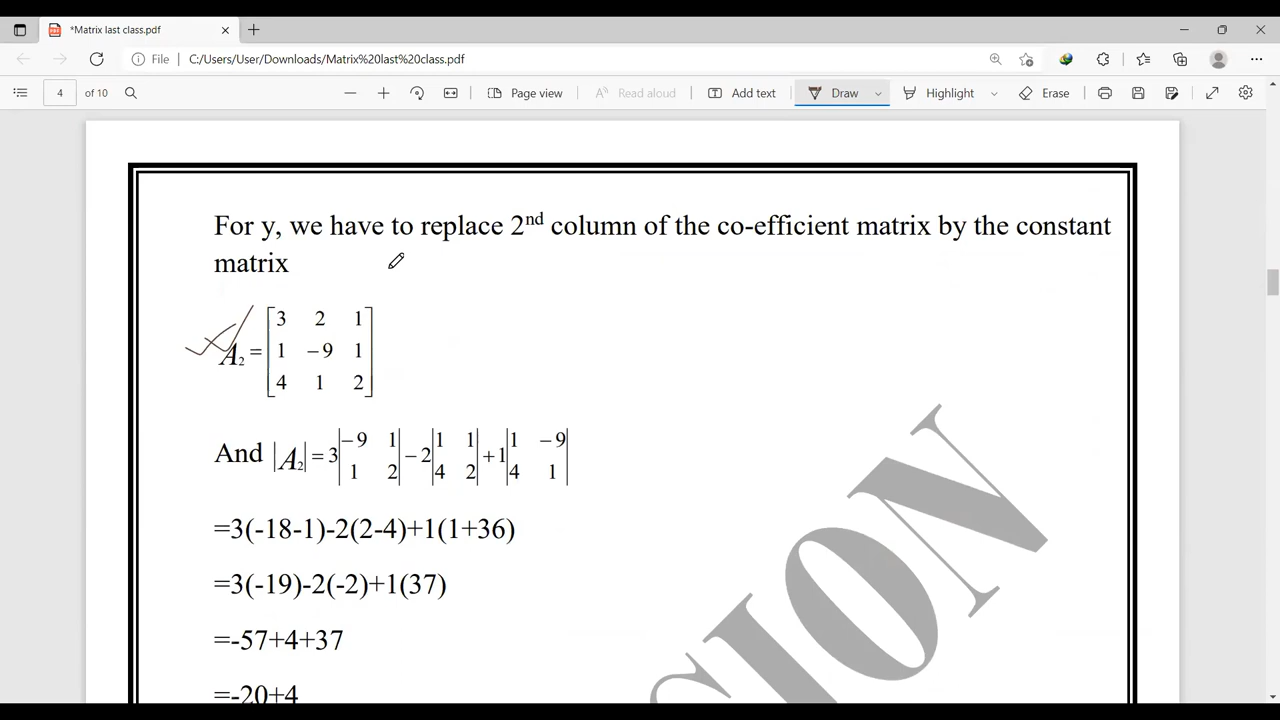 *Matrix last class.pdf
File C:/Users/User/Downloads/Matrix%20last%20class.pdf
4 of 10 Page view Read aloud Add text Draw Highlight Erase
For y, we have to replace 2nd column of the co-efficient matrix by the constant
matrix
A2 = [3 2 1
1 −9 1
4 1 2]
And |A2| = 3|−9 1; 1 2| − 2|1 1; 4 2| + 1|1 −9; 4 1|
=3(-18-1)-2(2-4)+1(1+36)
=3(-19)-2(-2)+1(37)
=-57+4+37
=-20+4